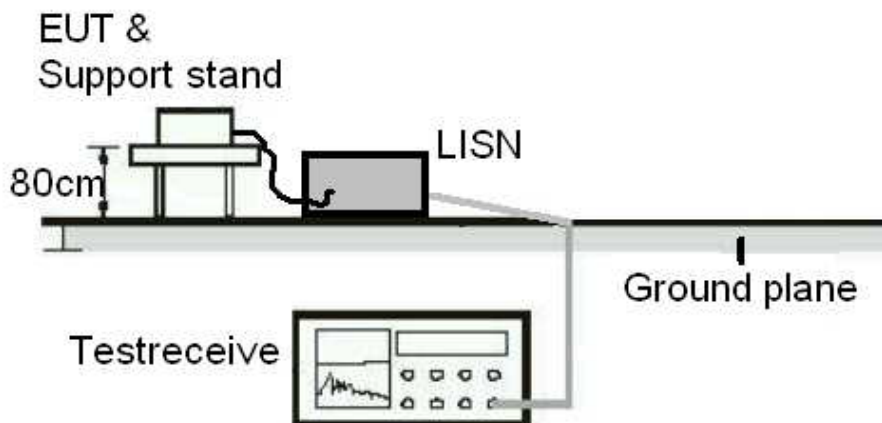 EUT &
Support stand
LISN
80cm
Ground plane
Testreceive